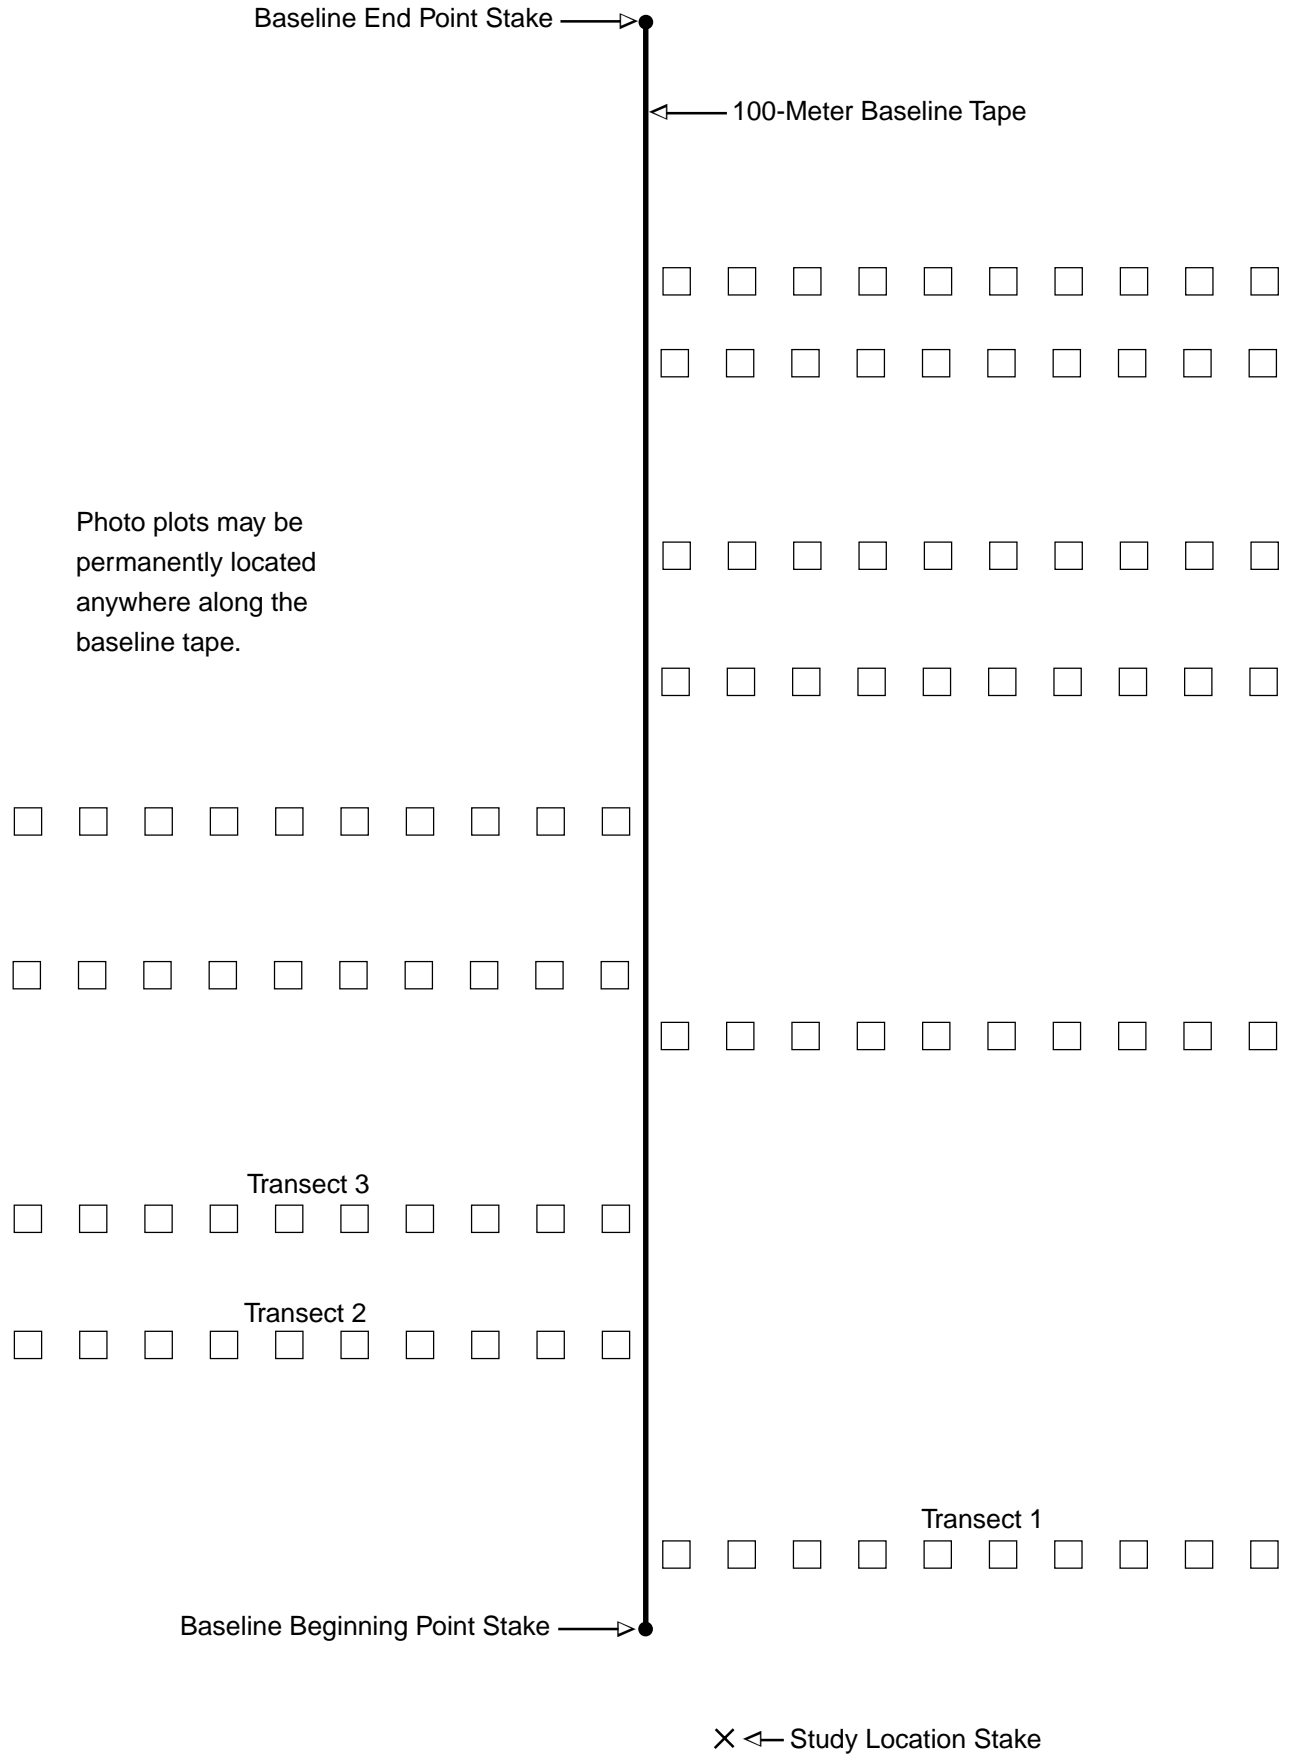 Baseline End Point Stake
100-Meter Baseline Tape
Photo plots may be
permanently located
anywhere along the
baseline tape.
Transect 3
Transect 2
Transect 1
Baseline Beginning Point Stake
Study Location Stake